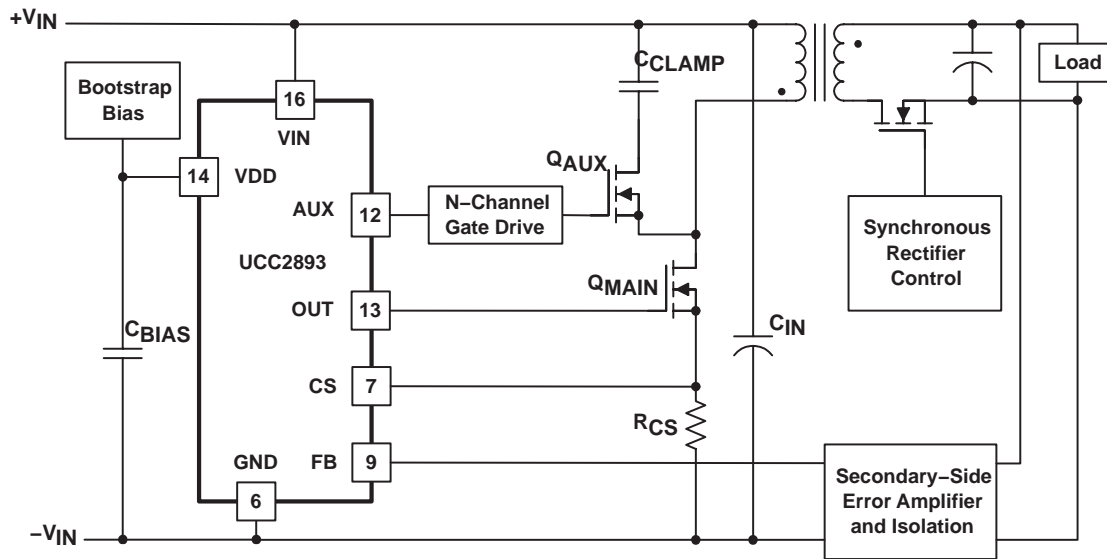 +VIN
CCLAMP
Bootstrap
Bias
16
VIN
Load
14
VDD
QAUX
AUX
12
N−Channel
Gate Drive
Synchronous
Rectifier
Control
UCC2893
QMAIN
OUT
13
CBIAS
CIN
CS
7
RCS
GND
FB
9
6
Secondary−Side
Error Amplifier
and Isolation
−VIN